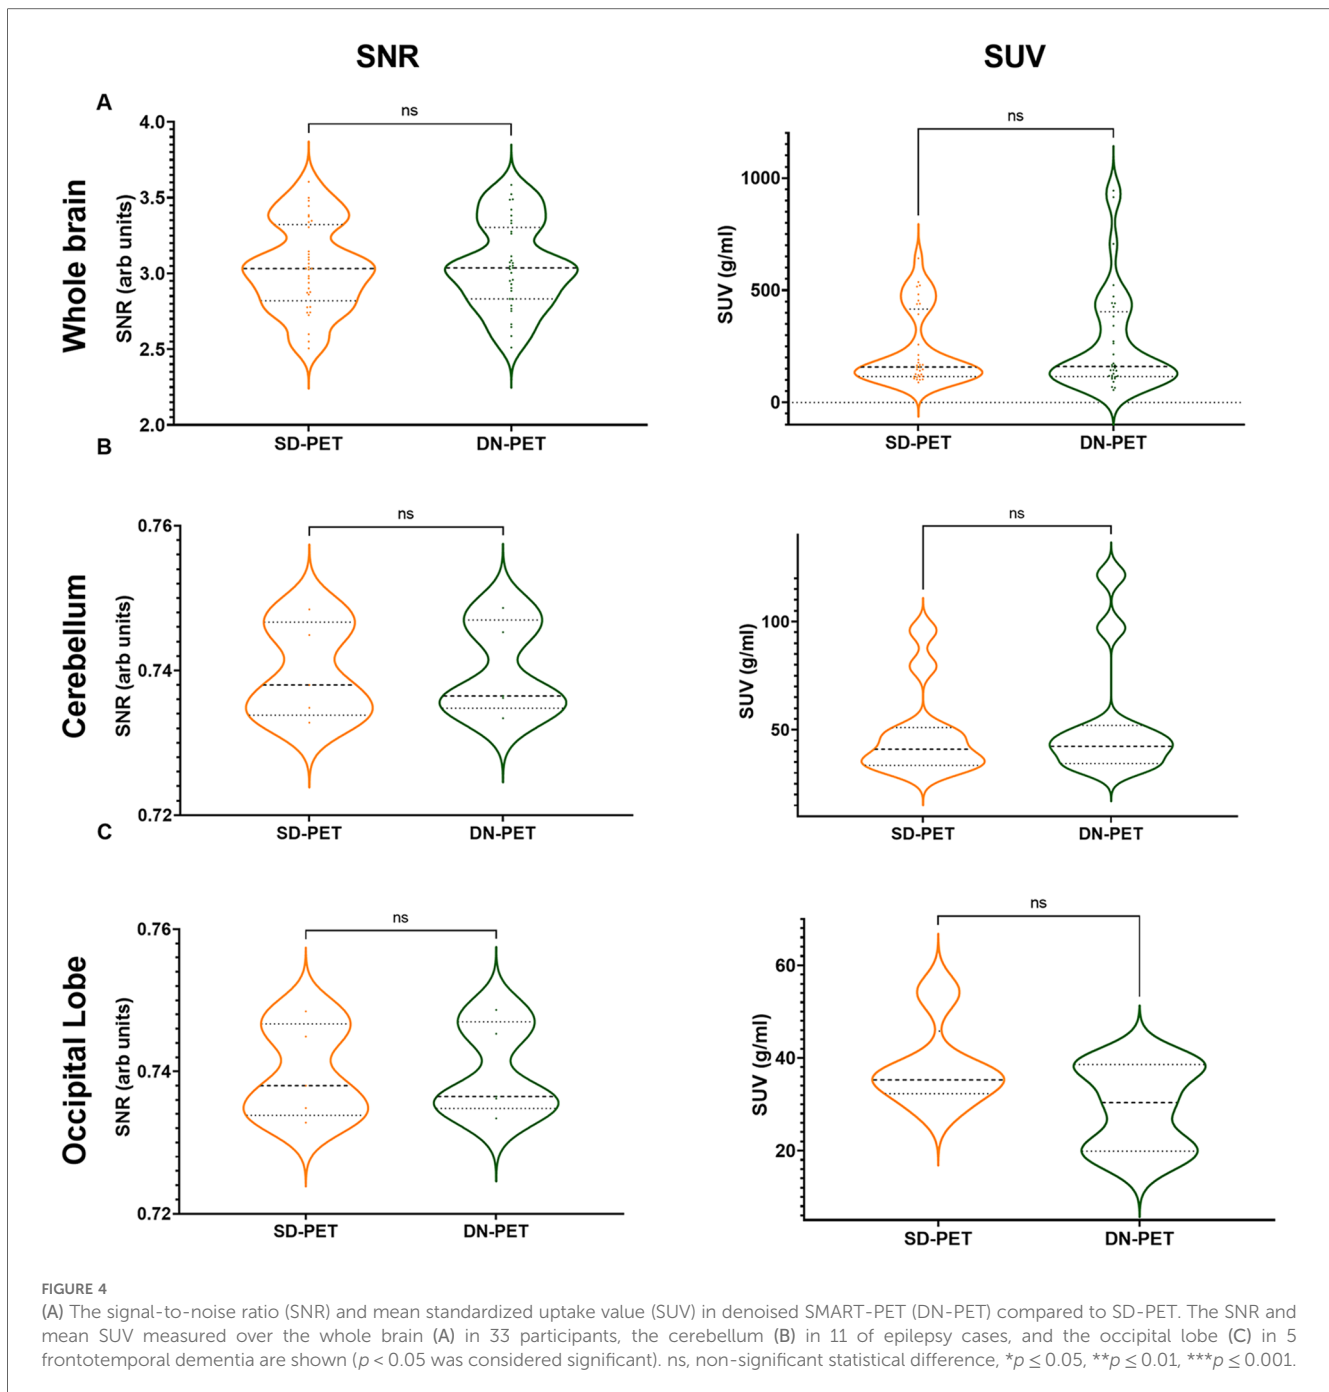 SNR
SUV
A
Whole brain
SNR (arb units)
4.0
3.5
3.0
2.5
2.0
ns
SD-PET
DN-PET
SUV (g/ml)
1000
500
0
ns
SD-PET
DN-PET
B
Cerebellum
SNR (arb units)
0.76
0.74
0.72
ns
SD-PET
DN-PET
SUV (g/ml)
100
50
ns
SD-PET
DN-PET
C
Occipital Lobe
SNR (arb units)
0.76
0.74
0.72
ns
SD-PET
DN-PET
SUV (g/ml)
60
40
20
ns
SD-PET
DN-PET
FIGURE 4
(A) The signal-to-noise ratio (SNR) and mean standardized uptake value (SUV) in denoised SMART-PET (DN-PET) compared to SD-PET. The SNR and
mean SUV measured over the whole brain (A) in 33 participants, the cerebellum (B) in 11 of epilepsy cases, and the occipital lobe (C) in 5
frontotemporal dementia are shown (p < 0.05 was considered significant). ns, non-significant statistical difference, *p ≤ 0.05, **p ≤ 0.01, ***p ≤ 0.001.